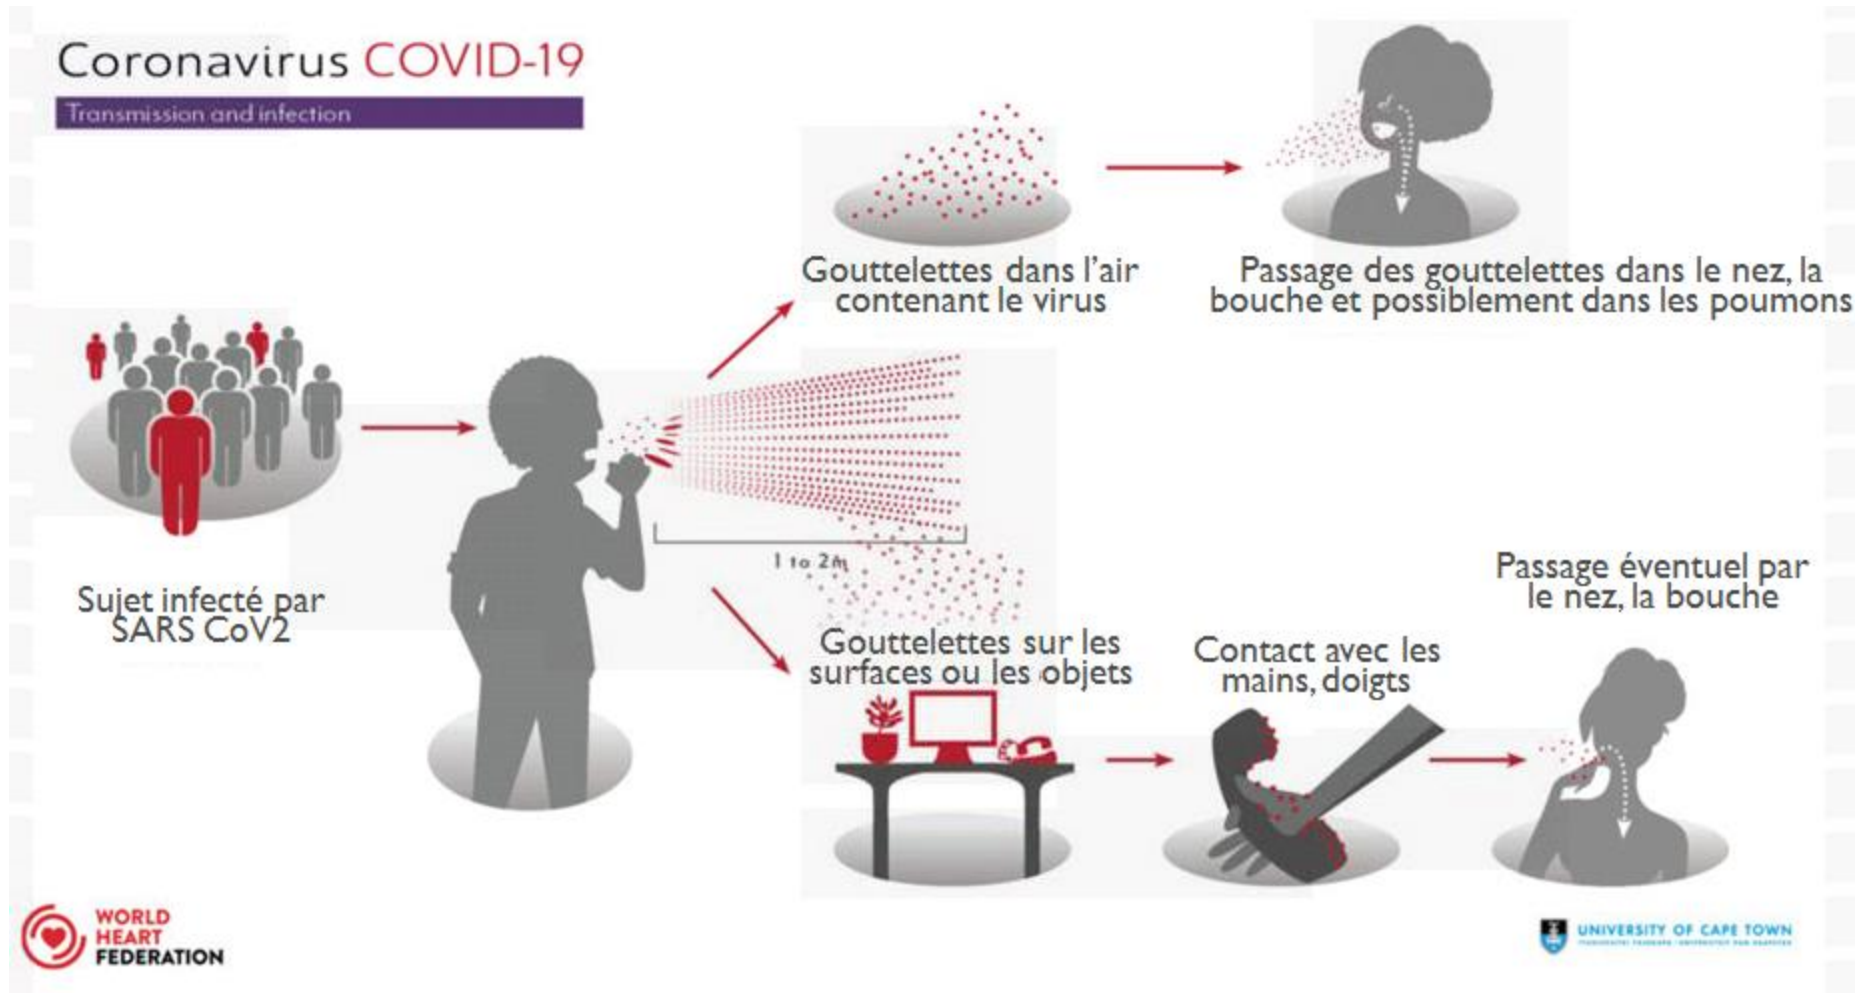 Coronavirus COVID-19
Transmission and infection
Gouttelettes dans l'air
contenant le virus
Passage des gouttelettes dans le nez, la
bouche et possiblement dans les poumons
Sujet infecté par
SARS CoV2
1 to 2m
Gouttelettes sur les
surfaces ou les objets
Contact avec les
mains, doigts
Passage éventuel par
le nez, la bouche
WORLD
HEART
FEDERATION
UNIVERSITY OF CAPE TOWN